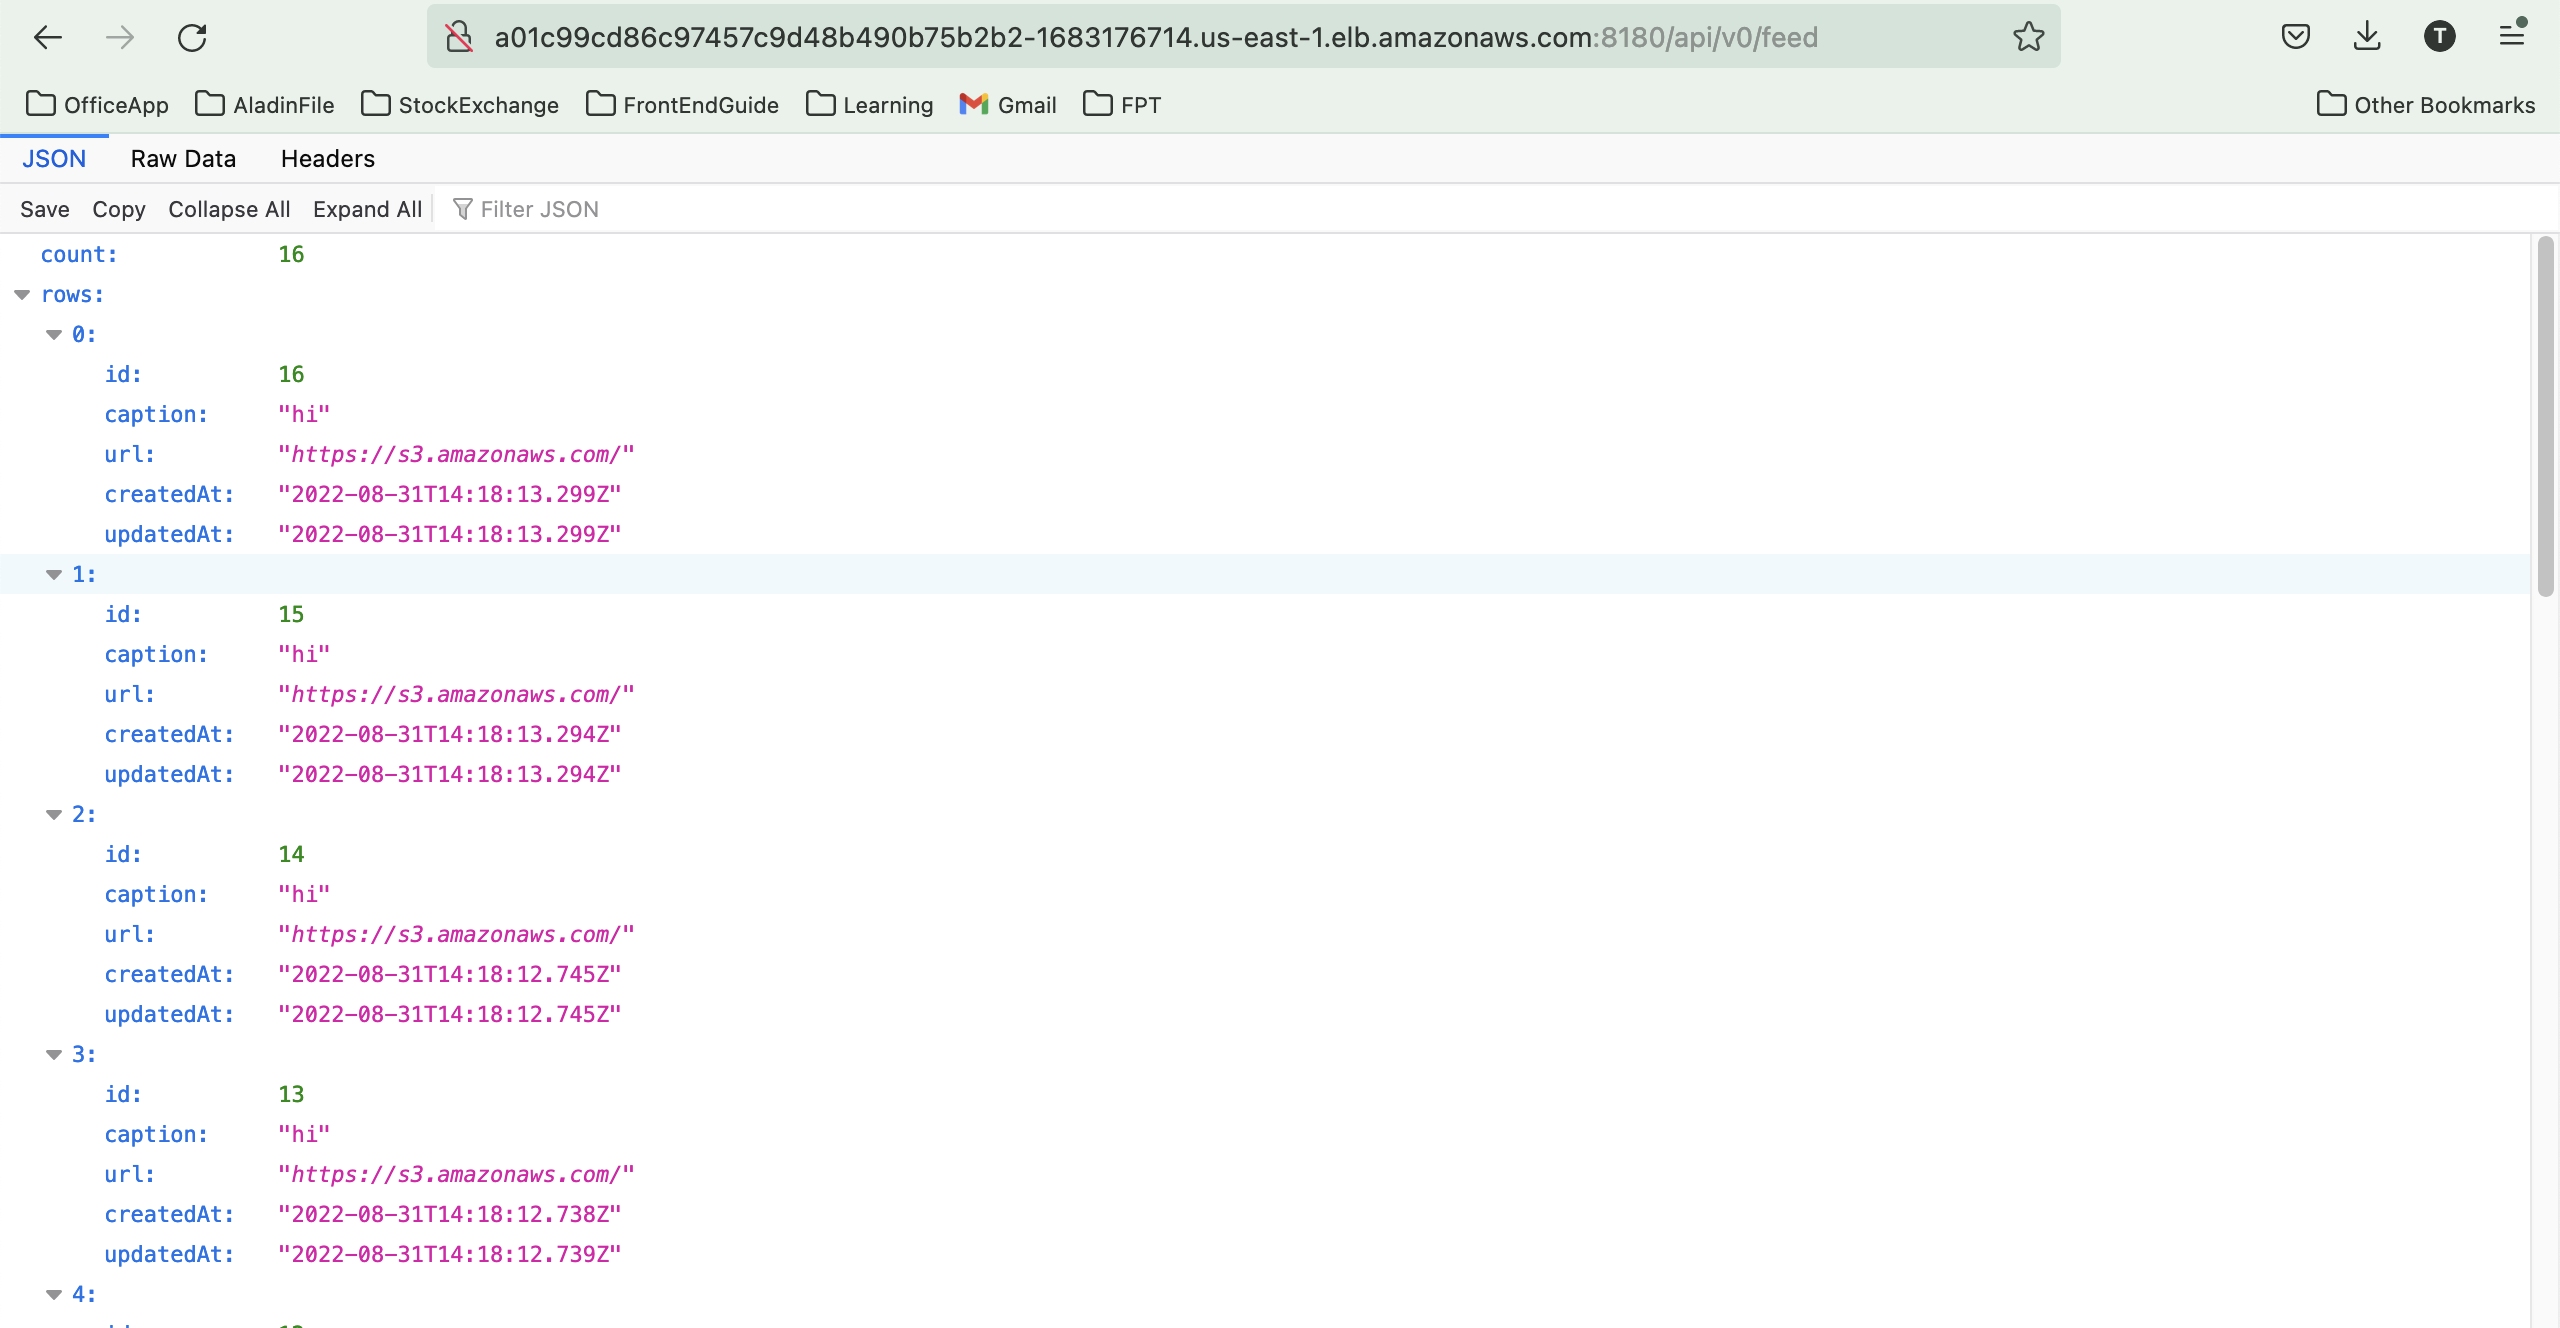 a01c99cd86c97457c9d48b490b75b2b2-1683176714.us-east-1.elb.amazonaws.com:8180/api/v0/feed
T
OfficeApp AladinFile StockExchange FrontEndGuide Learning Gmail FPT Other Bookmarks
JSON Raw Data Headers
Save Copy Collapse All Expand All Filter JSON
count: 16
rows:
0:
id: 16
caption: "hi"
url: "https://s3.amazonaws.com/"
createdAt: "2022-08-31T14:18:13.299Z"
updatedAt: "2022-08-31T14:18:13.299Z"
1:
id: 15
caption: "hi"
url: "https://s3.amazonaws.com/"
createdAt: "2022-08-31T14:18:13.294Z"
updatedAt: "2022-08-31T14:18:13.294Z"
2:
id: 14
caption: "hi"
url: "https://s3.amazonaws.com/"
createdAt: "2022-08-31T14:18:12.745Z"
updatedAt: "2022-08-31T14:18:12.745Z"
3:
id: 13
caption: "hi"
url: "https://s3.amazonaws.com/"
createdAt: "2022-08-31T14:18:12.738Z"
updatedAt: "2022-08-31T14:18:12.739Z"
4: